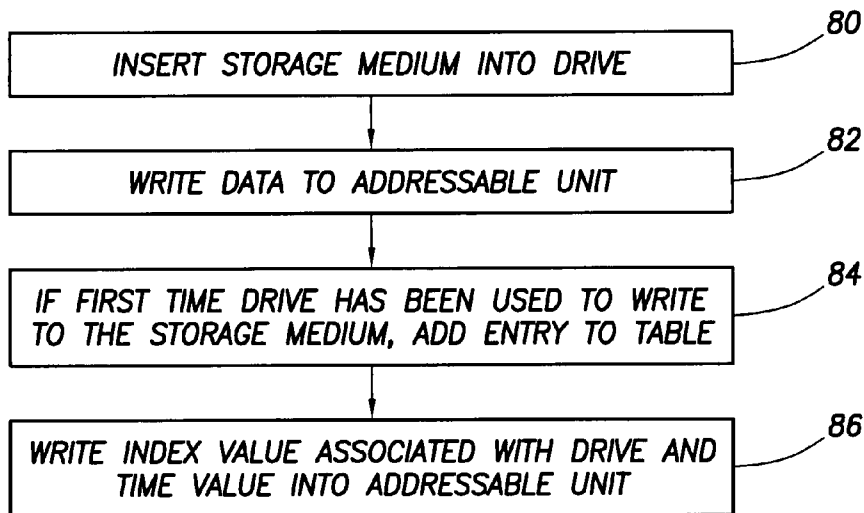 80
INSERT STORAGE MEDIUM INTO DRIVE
82
WRITE DATA TO ADDRESSABLE UNIT
84
IF FIRST TIME DRIVE HAS BEEN USED TO WRITE
TO THE STORAGE MEDIUM, ADD ENTRY TO TABLE
86
WRITE INDEX VALUE ASSOCIATED WITH DRIVE AND
TIME VALUE INTO ADDRESSABLE UNIT